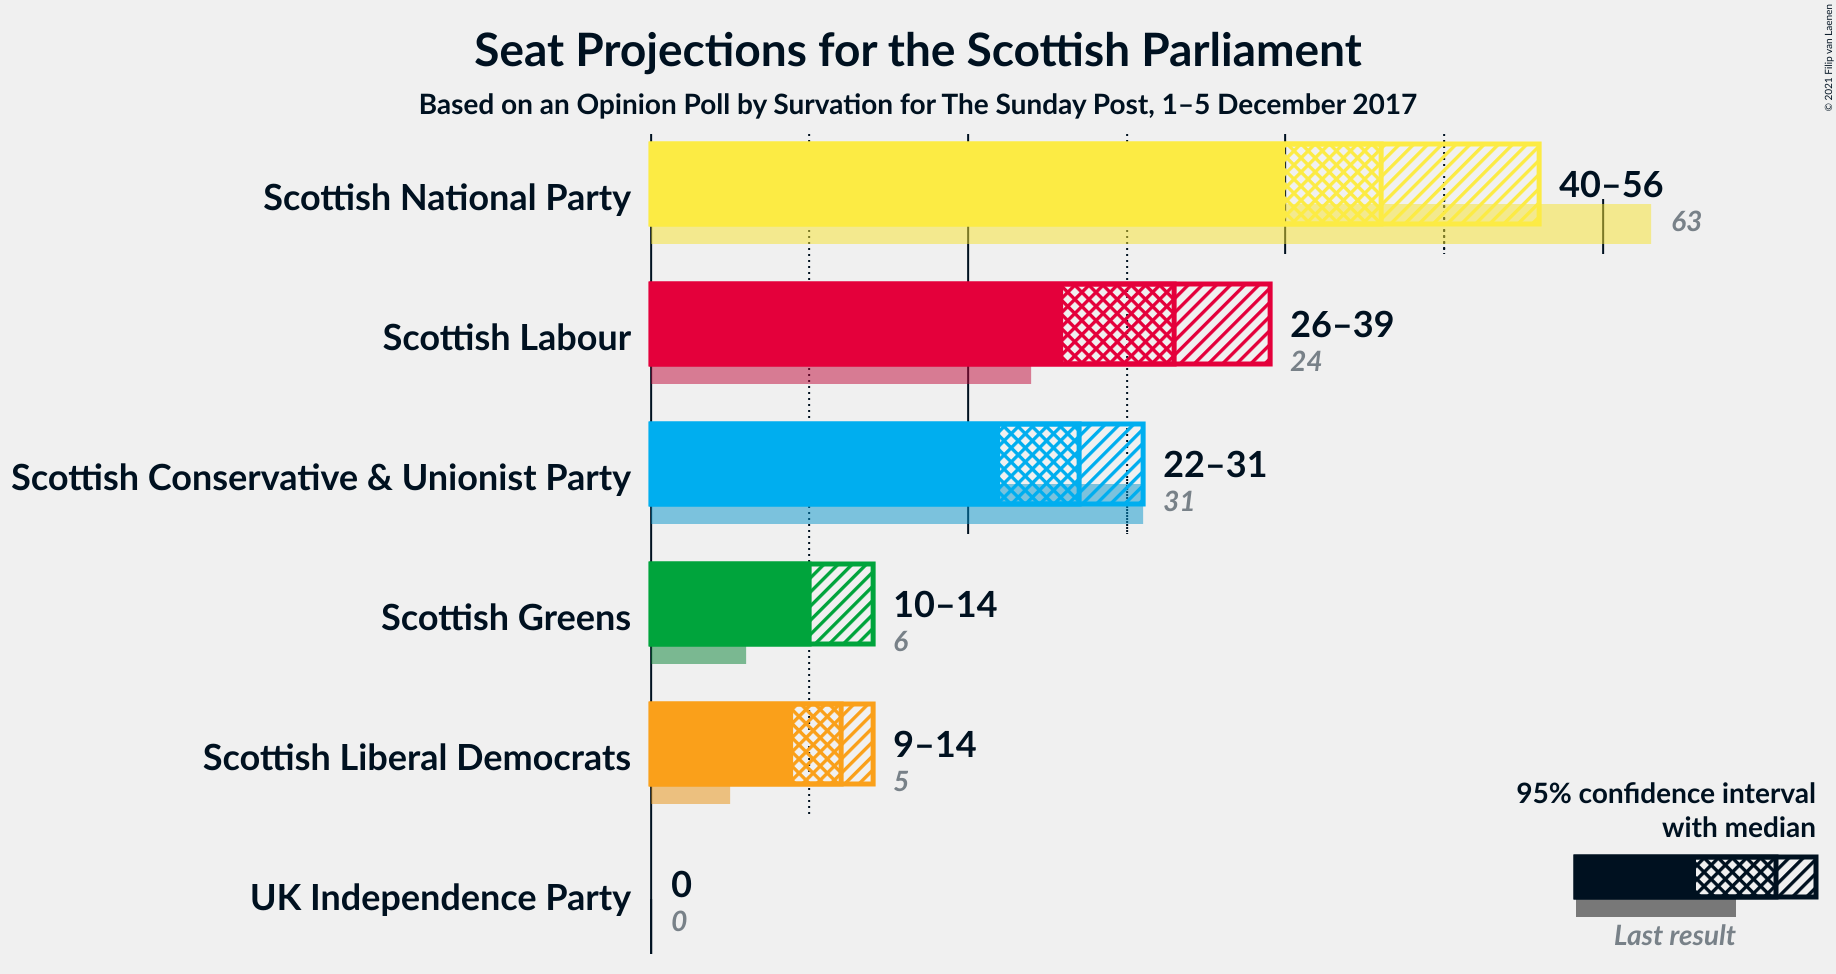 Seat Projections for the Scottish Parliament
Based on an Opinion Poll by Survation for The Sunday Post, 1–5 December 2017
© 2021 Filip van Laenen
Scottish National Party
40–56
63
Scottish Labour
26–39
24
Scottish Conservative & Unionist Party
22–31
31
Scottish Greens
10–14
6
Scottish Liberal Democrats
9–14
5
UK Independence Party
0
0
95% confidence interval
with median
Last result